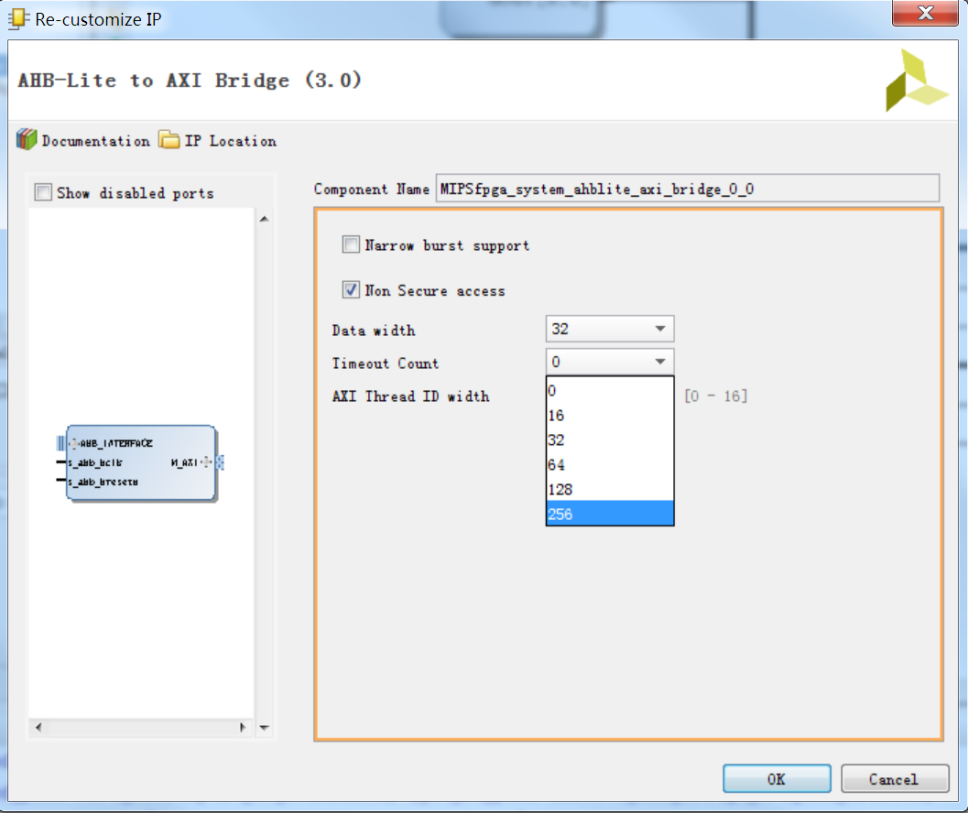 Re-customize IP
AHB-Lite to AXI Bridge (3.0)
Documentation IP Location
Show disabled ports
Component Name MIPSfpga_system_ahblite_axi_bridge_0_0
Narrow burst support
Non Secure access
Data width 32
Timeout Count 0
AXI Thread ID width [0 - 16]
0
16
32
64
128
256
AHB_INTERFACE
s_ahb_hclk M_AXI
s_ahb_hresetn
OK Cancel